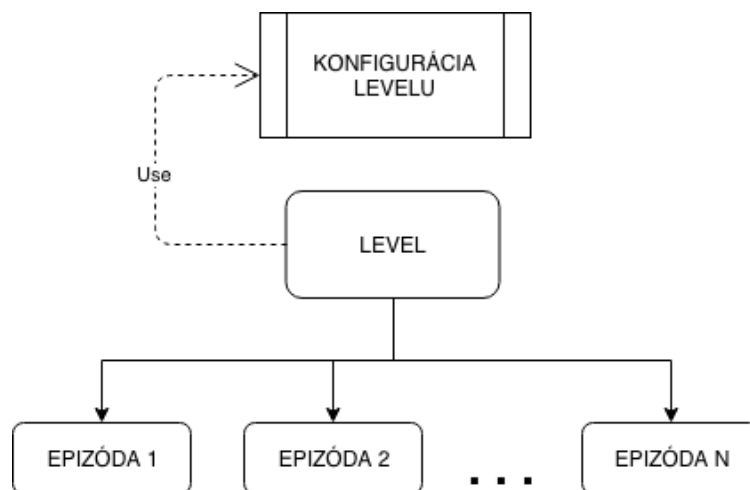 KONFIGURÁCIA
LEVELU
Use
LEVEL
EPIZÓDA 1
EPIZÓDA 2
. . .
EPIZÓDA N